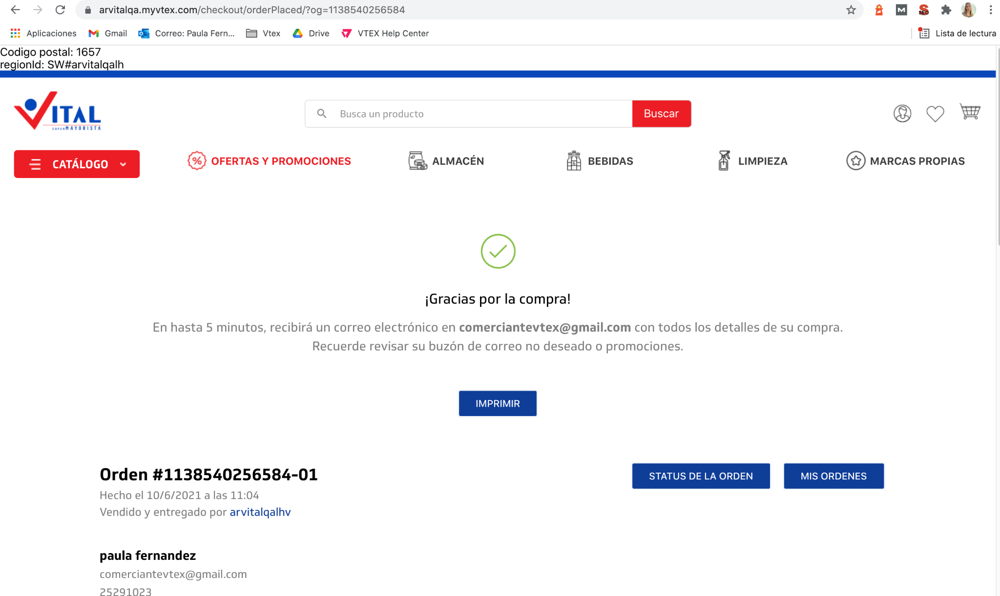 arvitalqa.myvtex.com/checkout/orderPlaced/?og=1138540256584
M
S
SEO
Aplicaciones
Gmail
Correo: Paula Fern...
Vtex
Drive
VTEX Help Center
Lista de lectura
Codigo postal: 1657
regionId: SW#arvitalqalh
VITAL
SUPERMAYORISTA
Busca un producto
Buscar
CATÁLOGO
% OFERTAS Y PROMOCIONES
ALMACÉN
BEBIDAS
LIMPIEZA
MARCAS PROPIAS
¡Gracias por la compra!
En hasta 5 minutos, recibirá un correo electrónico en comerciantevtex@gmail.com con todos los detalles de su compra.
Recuerde revisar su buzón de correo no deseado o promociones.
IMPRIMIR
Orden #1138540256584-01
STATUS DE LA ORDEN
MIS ORDENES
Hecho el 10/6/2021 a las 11:04
Vendido y entregado por arvitalqalhv
paula fernandez
comerciantevtex@gmail.com
25291023